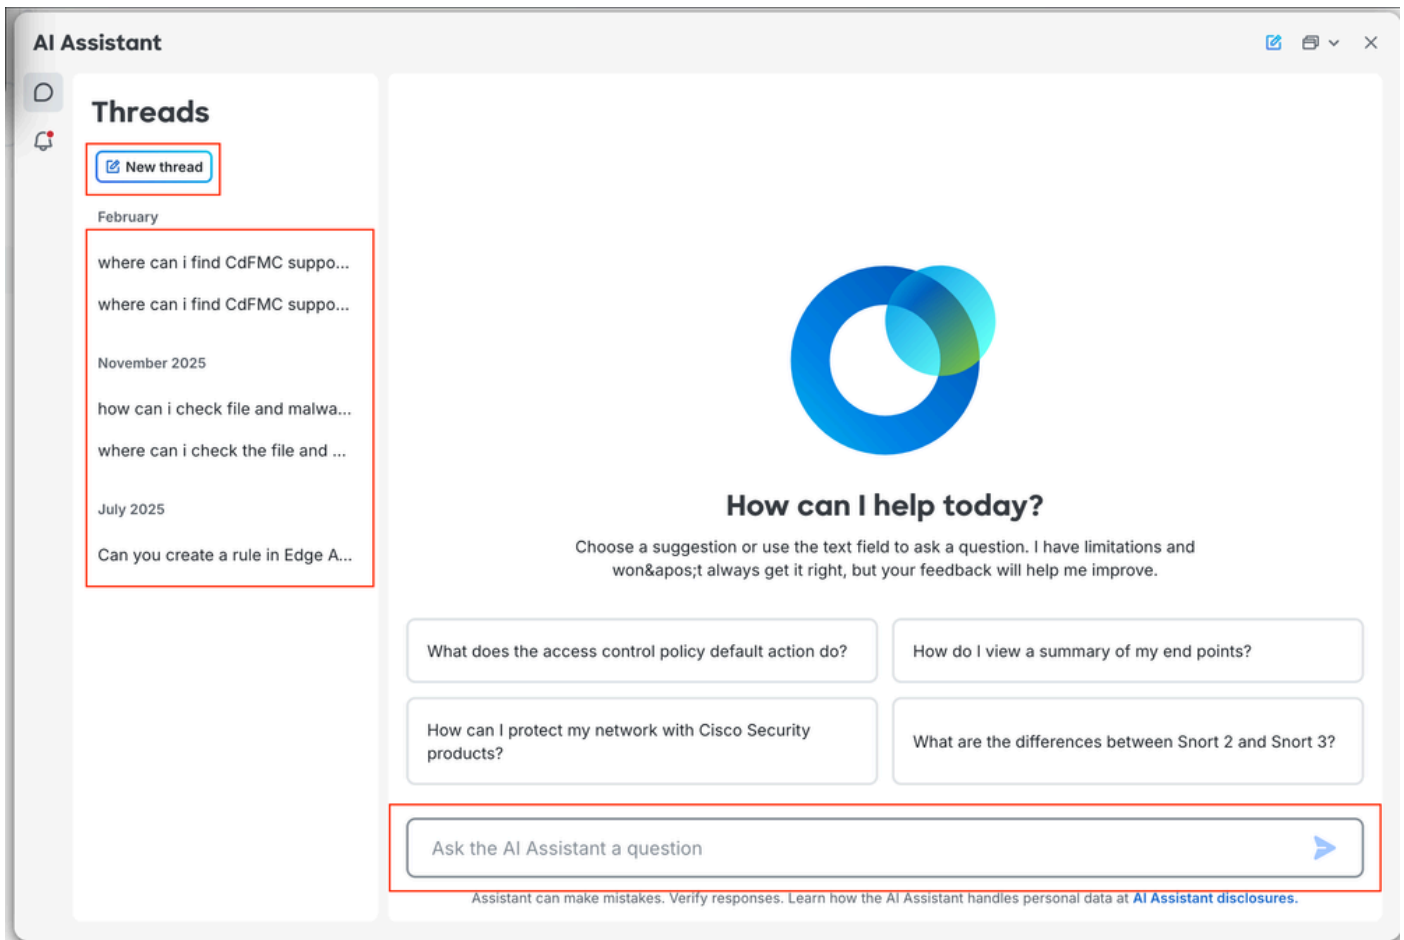 AI Assistant
Threads
New thread
February
where can i find CdFMC suppo...
where can i find CdFMC suppo...
November 2025
how can i check file and malwa...
where can i check the file and ...
July 2025
Can you create a rule in Edge A...
How can I help today?
Choose a suggestion or use the text field to ask a question. I have limitations and
won&apos;t always get it right, but your feedback will help me improve.
What does the access control policy default action do?
How do I view a summary of my end points?
How can I protect my network with Cisco Security
products?
What are the differences between Snort 2 and Snort 3?
Ask the AI Assistant a question
Assistant can make mistakes. Verify responses. Learn how the AI Assistant handles personal data at AI Assistant disclosures.